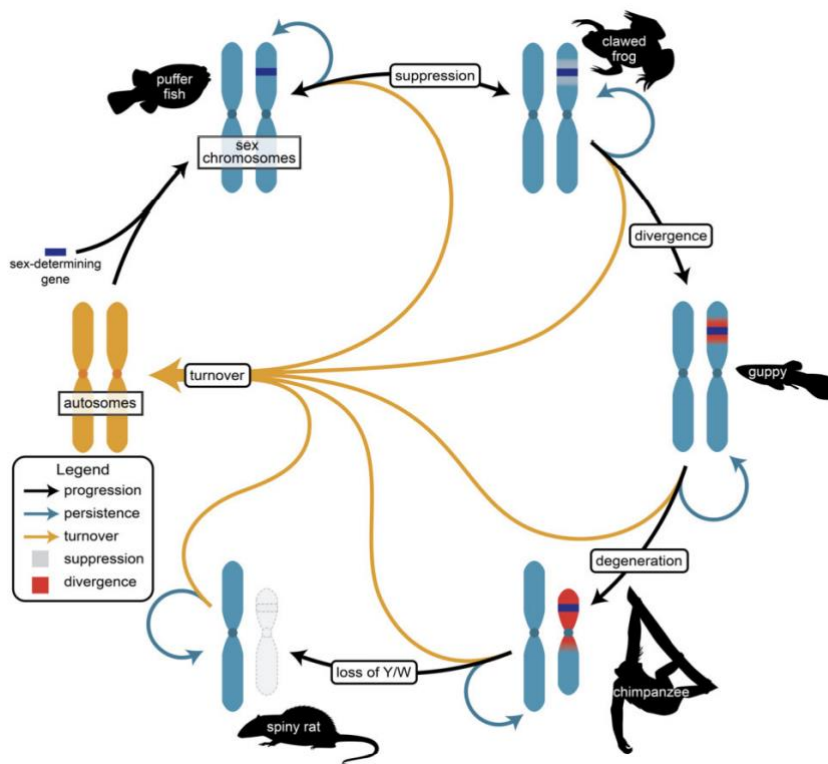 puffer
fish
suppression
clawed
frog
sex
chromosomes
divergence
sex-determining
gene
turnover
guppy
autosomes
Legend
progression
persistence
turnover
suppression
divergence
degeneration
loss of Y/W
chimpanzee
spiny rat